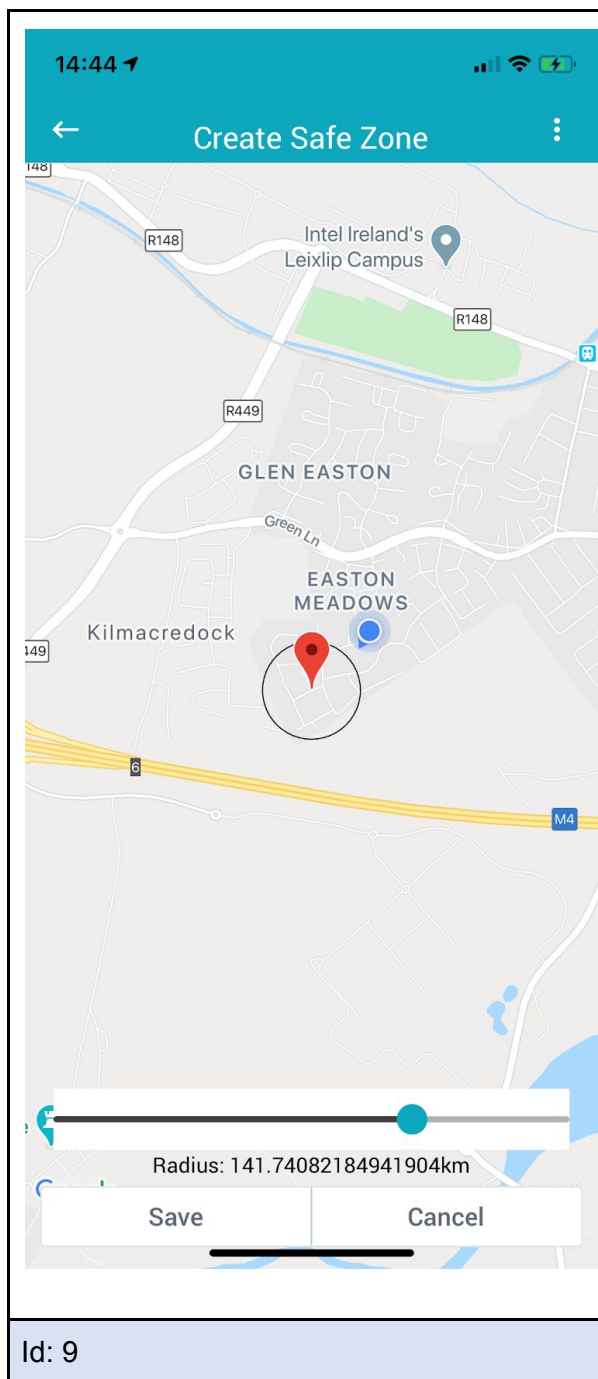 14:44
Create Safe Zone
148
R148
Intel Ireland's
Leixlip Campus
R148
R449
GLEN EASTON
Green Ln
EASTON
MEADOWS
Kilmacredock
449
6
M4
Radius: 141.74082184941904km
Save
Cancel
Id: 9